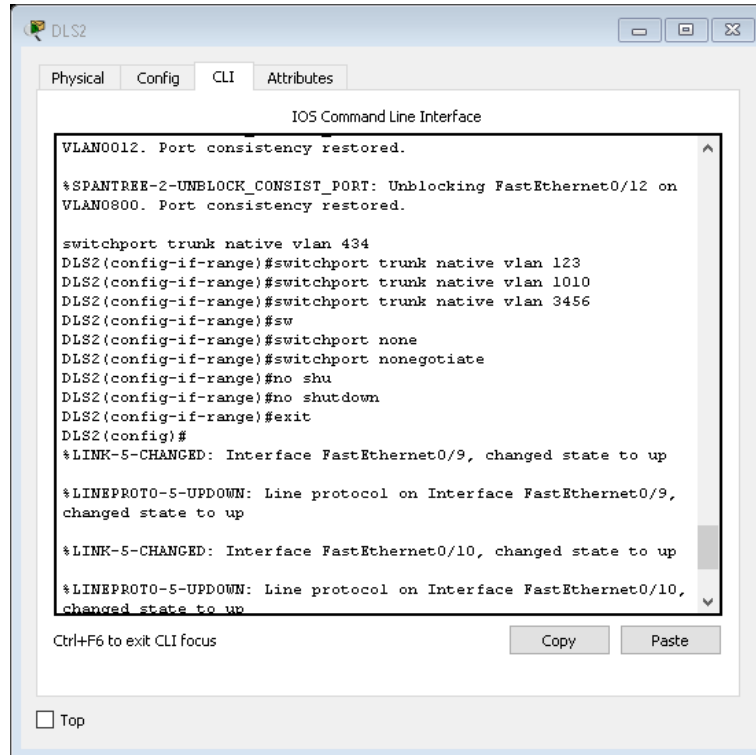 DLS2
Physical Config CLI Attributes
IOS Command Line Interface
VLAN0012. Port consistency restored.
%SPANTREE-2-UNBLOCK_CONSIST_PORT: Unblocking FastEthernet0/12 on
VLAN0800. Port consistency restored.
switchport trunk native vlan 434
DLS2(config-if-range)#switchport trunk native vlan 123
DLS2(config-if-range)#switchport trunk native vlan 1010
DLS2(config-if-range)#switchport trunk native vlan 3456
DLS2(config-if-range)#sw
DLS2(config-if-range)#switchport none
DLS2(config-if-range)#switchport nonegotiate
DLS2(config-if-range)#no shu
DLS2(config-if-range)#no shutdown
DLS2(config-if-range)#exit
DLS2(config)#
%LINK-5-CHANGED: Interface FastEthernet0/9, changed state to up
%LINEPROTO-5-UPDOWN: Line protocol on Interface FastEthernet0/9,
changed state to up
%LINK-5-CHANGED: Interface FastEthernet0/10, changed state to up
%LINEPROTO-5-UPDOWN: Line protocol on Interface FastEthernet0/10,
changed state to up
Ctrl+F6 to exit CLI focus
Copy Paste
Top